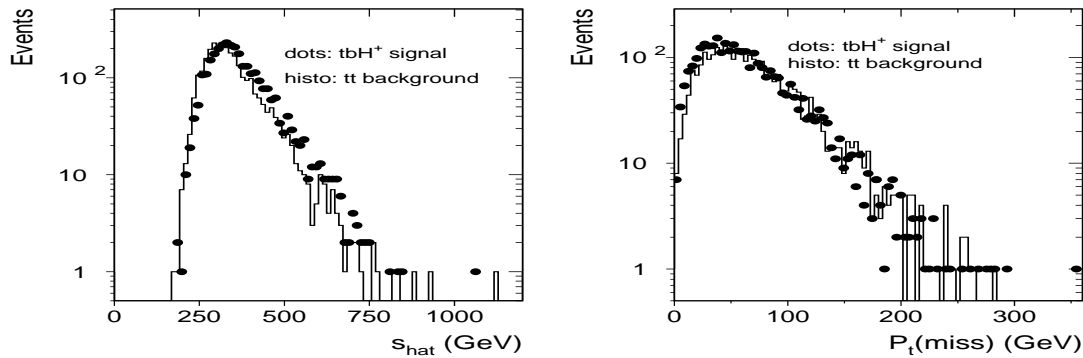 Events
10 2
10
1
dots: tbH+ signal
histo: tt background
0 250 500 750 1000
s_hat (GeV)
Events
10 2
10
1
dots: tbH+ signal
histo: tt background
0 100 200 300
P_t(miss) (GeV)